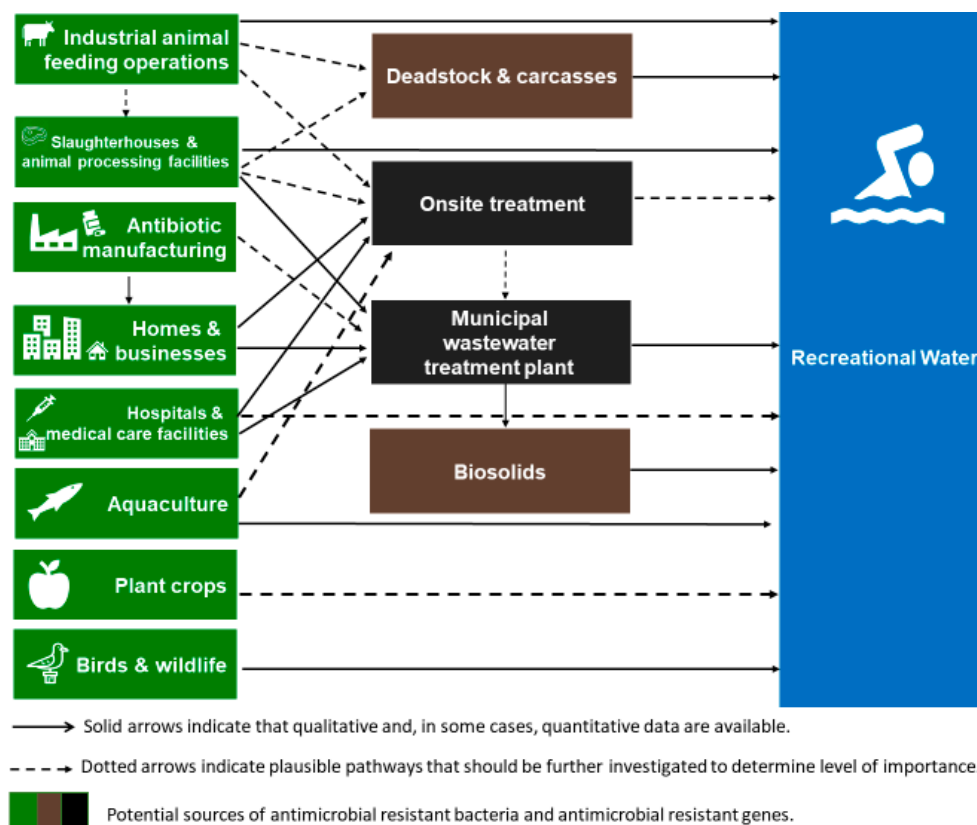 Industrial animal
feeding operations
Deadstock & carcasses
Slaughterhouses &
animal processing facilities
Onsite treatment
Antibiotic
manufacturing
Homes &
businesses
Municipal
wastewater
treatment plant
Recreational Water
Hospitals &
medical care facilities
Biosolids
Aquaculture
Plant crops
Birds & wildlife
Solid arrows indicate that qualitative and, in some cases, quantitative data are available.
Dotted arrows indicate plausible pathways that should be further investigated to determine level of importance
Potential sources of antimicrobial resistant bacteria and antimicrobial resistant genes.